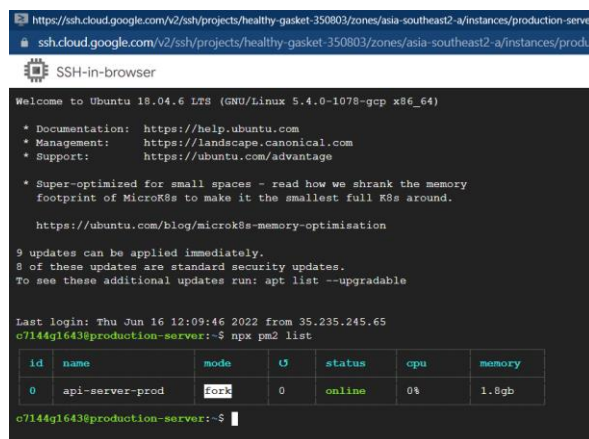 https://ssh.cloud.google.com/v2/ssh/projects/healthy-gasket-350803/zones/asia-southeast2-a/instances/production-serve
ssh.cloud.google.com/v2/ssh/projects/healthy-gasket-350803/zones/asia-southeast2-a/instances/produ
SSH-in-browser
Welcome to Ubuntu 18.04.6 LTS (GNU/Linux 5.4.0-1078-gcp x86_64)
* Documentation: https://help.ubuntu.com
* Management: https://landscape.canonical.com
* Support: https://ubuntu.com/advantage
* Super-optimized for small spaces - read how we shrank the memory
footprint of MicroK8s to make it the smallest full K8s around.
https://ubuntu.com/blog/microk8s-memory-optimisation
9 updates can be applied immediately.
8 of these updates are standard security updates.
To see these additional updates run: apt list --upgradable
Last login: Thu Jun 16 12:09:46 2022 from 35.235.245.65
c7144g1643@production-server:~$ npx pm2 list
id name mode ↺ status cpu memory
0 api-server-prod fork 0 online 0% 1.8gb
c7144g1643@production-server:~$